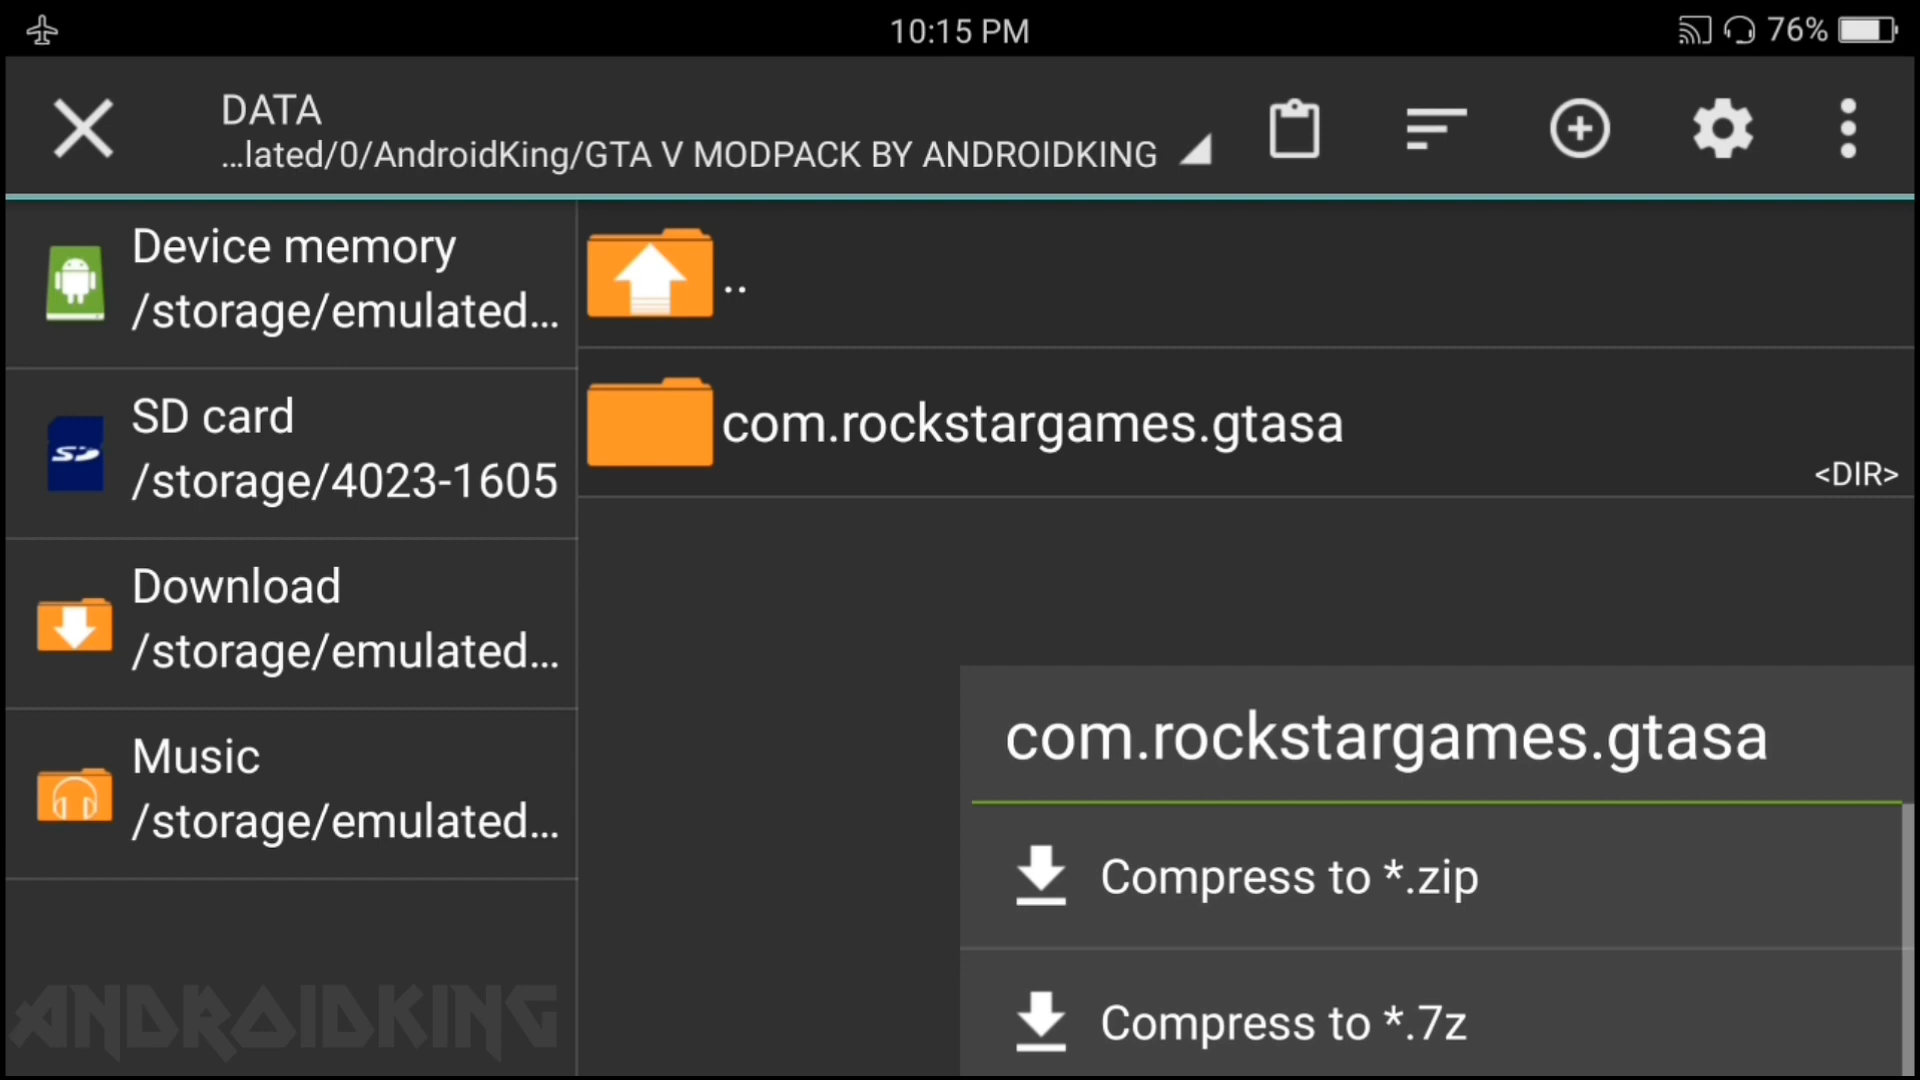 10:15 PM
76%
DATA
...lated/0/AndroidKing/GTA V MODPACK BY ANDROIDKING
Device memory
/storage/emulated...
SD
SD card
/storage/4023-1605
Download
/storage/emulated...
Music
/storage/emulated...
..
com.rockstargames.gtasa
<DIR>
com.rockstargames.gtasa
Compress to *.zip
Compress to *.7z
ANDROIDKING